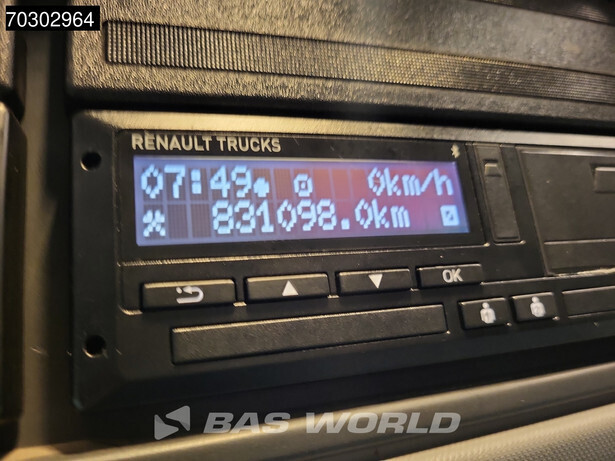 70302964
RENAULT TRUCKS
07:49 0km/h
831098.0km
OK
BAS WORLD